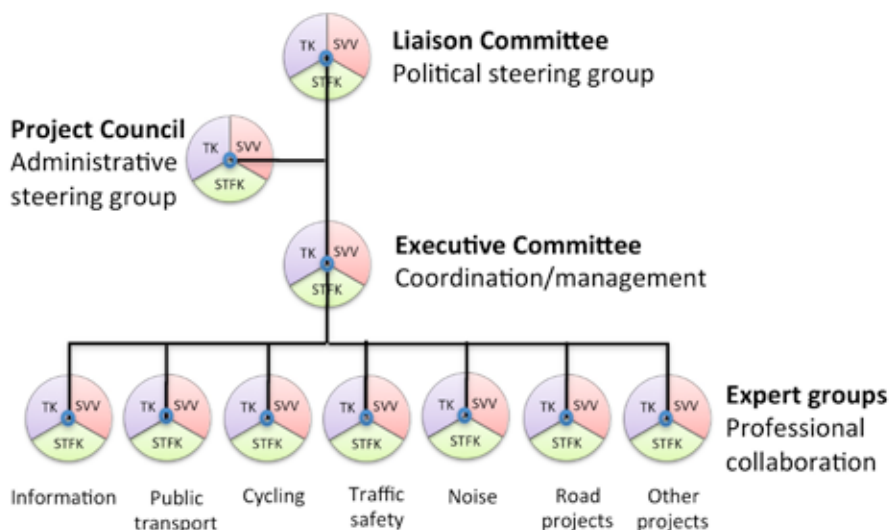 TK SVV
STFK
Liaison Committee
Political steering group
Project Council
Administrative
steering group
TK SVV
STFK
TK SVV
STFK
Executive Committee
Coordination/management
TK SVV TK SVV TK SVV TK SVV TK SVV TK SVV TK SVV
STFK STFK STFK STFK STFK STFK STFK
Expert groups
Professional
collaboration
Information
Public
transport
Cycling
Traffic
safety
Noise
Road
projects
Other
projects